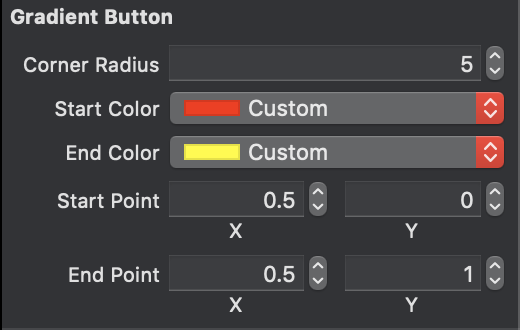 Gradient Button
Corner Radius 5
Start Color Custom
End Color Custom
Start Point 0.5 0
X Y
End Point 0.5 1
X Y